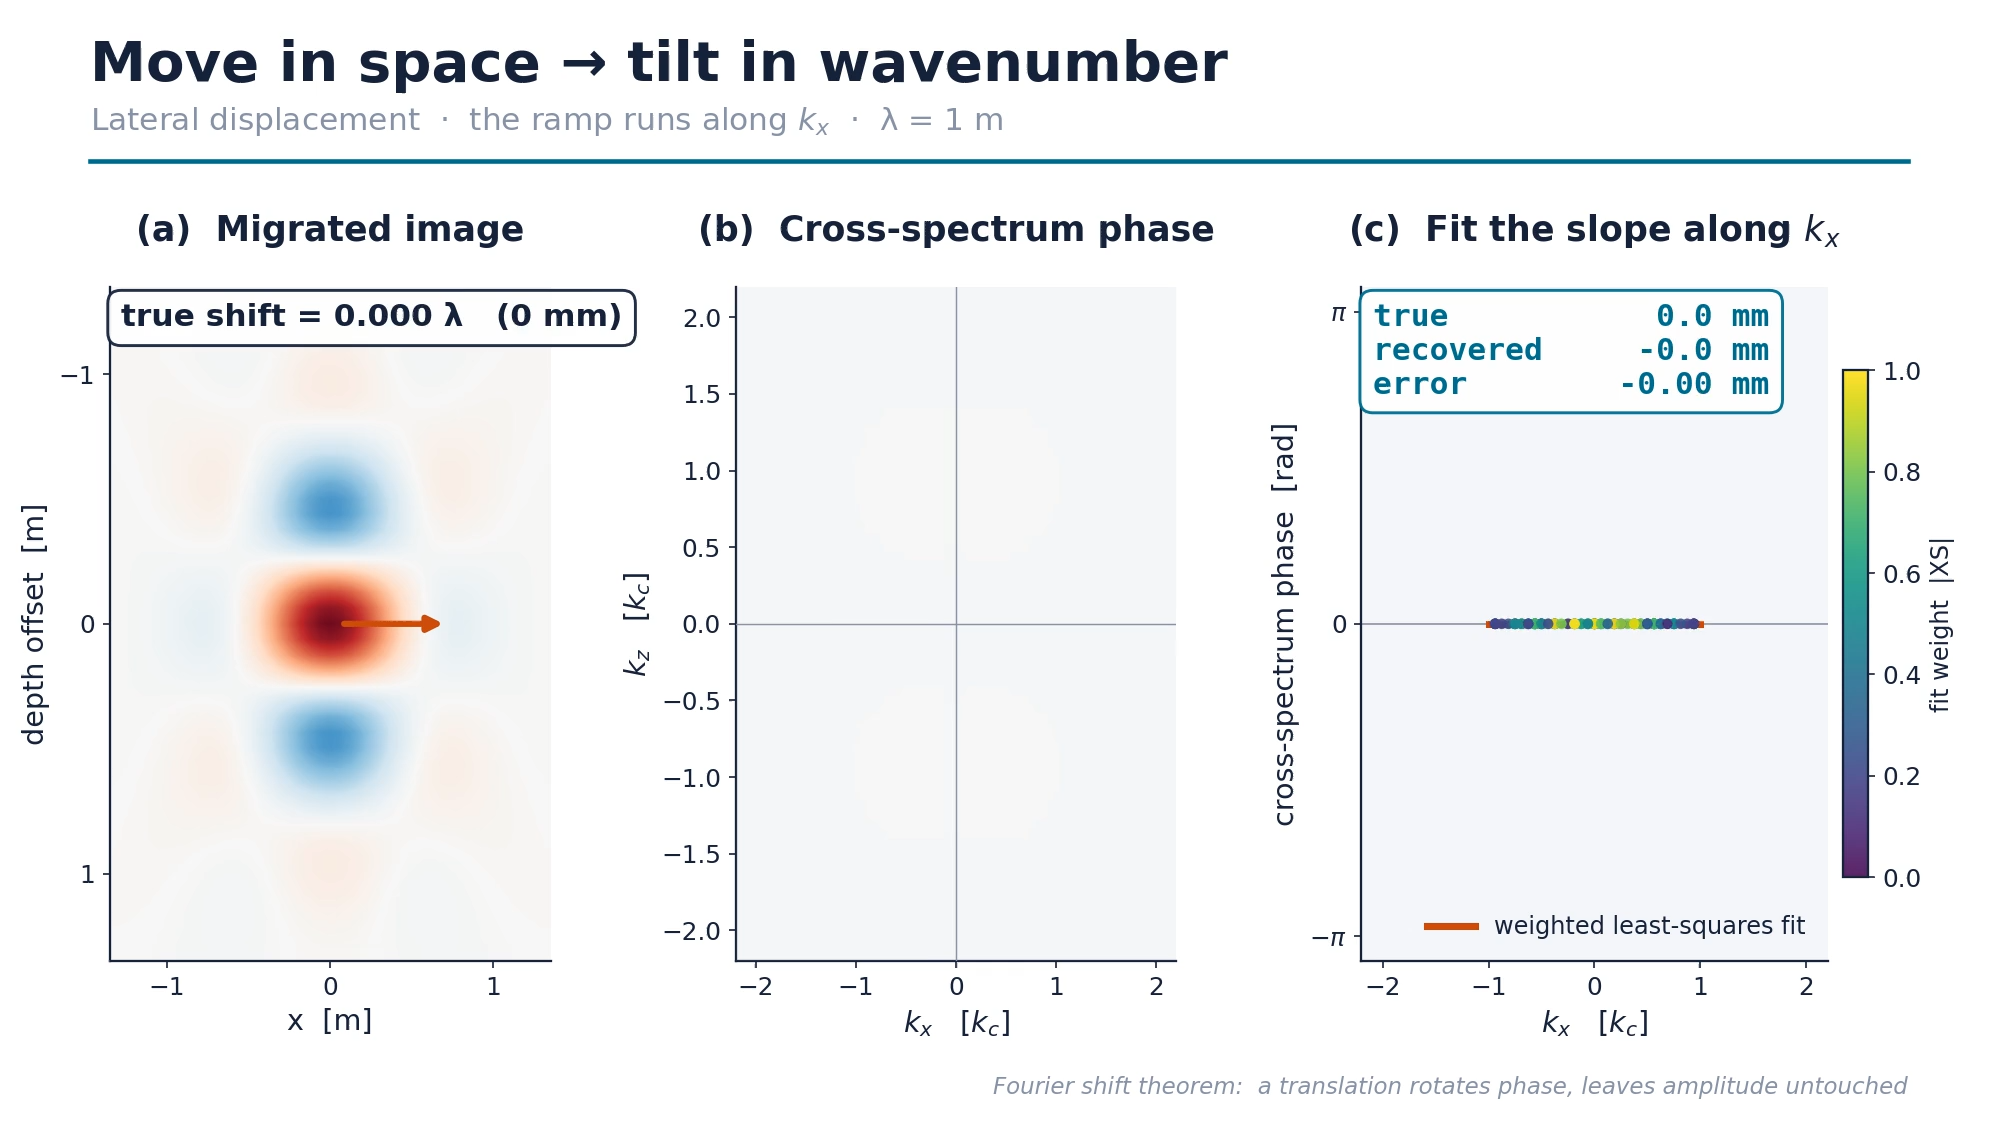 Move in space → tilt in wavenumber
Lateral displacement · the ramp runs along kx · λ = 1 m
(a) Migrated image
true shift = 0.000 λ (0 mm)
−1
0
1
depth offset [m]
−1
0
1
x [m]
(b) Cross-spectrum phase
2.0
1.5
1.0
0.5
0.0
−0.5
−1.0
−1.5
−2.0
kz [kc]
−2
−1
0
1
2
kx [kc]
(c) Fit the slope along kx
true 0.0 mm
recovered -0.0 mm
error -0.00 mm
π
0
−π
cross-spectrum phase [rad]
weighted least-squares fit
−2
−1
0
1
2
kx [kc]
1.0
0.8
0.6
0.4
0.2
0.0
fit weight |XS|
Fourier shift theorem: a translation rotates phase, leaves amplitude untouched